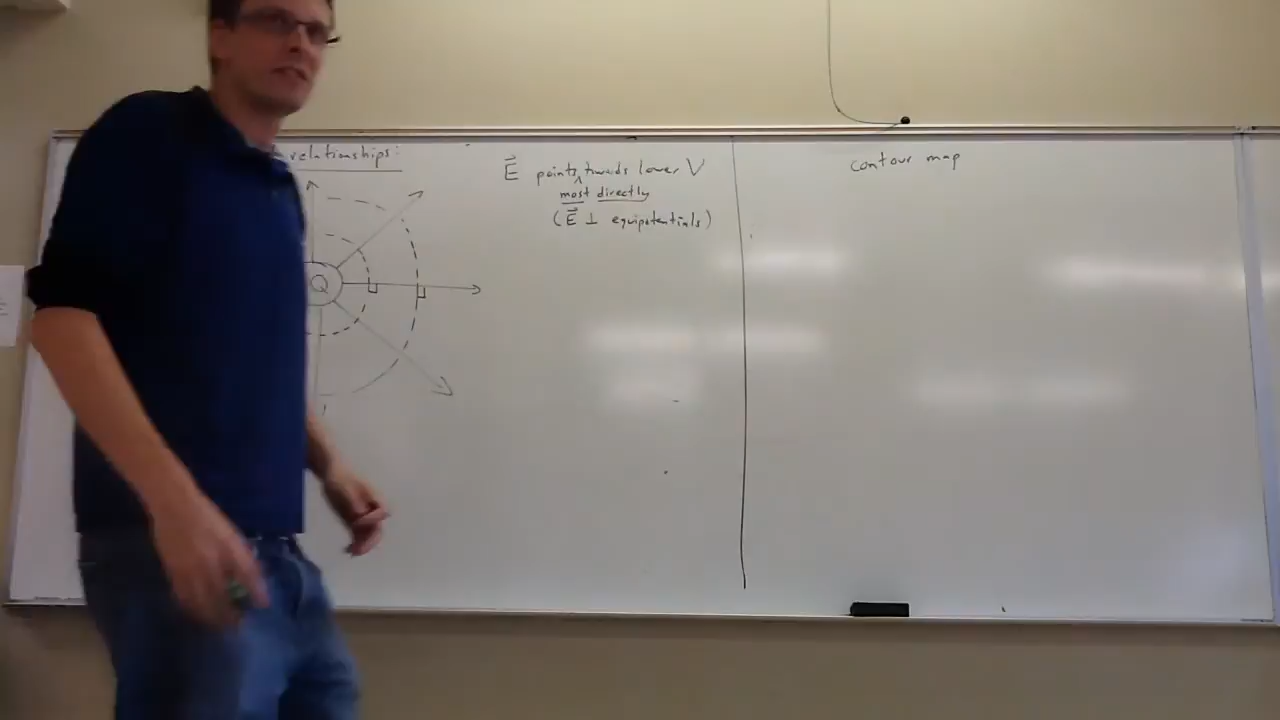 relationships:
Q
E⃗ points towards lower V
^
most directly
(E⃗ ⊥ equipotentials)
contour map